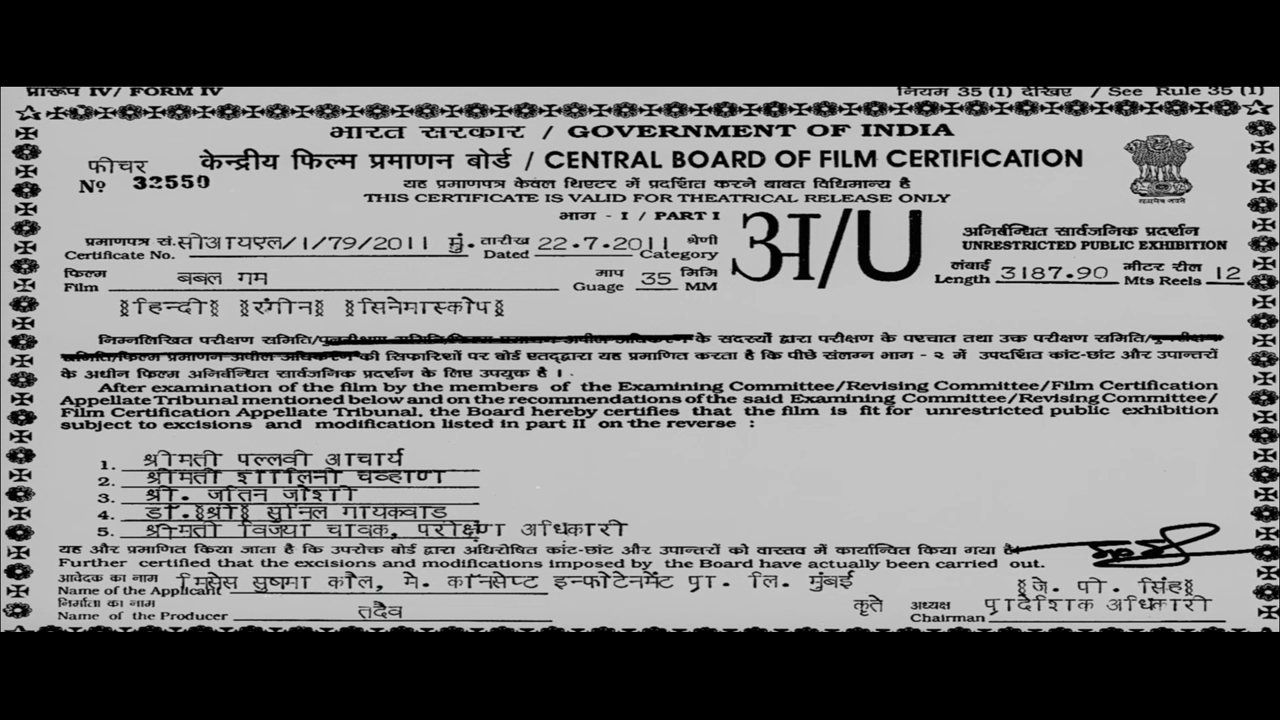 प्रारूप IV/ FORM IV
नियम 35 (1) देखिए / See Rule 35 (1)
भारत सरकार / GOVERNMENT OF INDIA
केन्द्रीय फिल्म प्रमाणन बोर्ड / CENTRAL BOARD OF FILM CERTIFICATION
फीचर
Nº 32550
यह प्रमाणपत्र केवल थिएटर में प्रदर्शित करने बाबत विधिमान्य है
THIS CERTIFICATE IS VALID FOR THEATRICAL RELEASE ONLY
भाग - I / PART I
अ/U
प्रमाणपत्र सं. सीआयएल/1/79/2011 मुं. तारीख 22.7.2011 श्रेणी
Certificate No. Dated Category
अनिर्बन्धित सार्वजनिक प्रदर्शन
UNRESTRICTED PUBLIC EXHIBITION
फिल्म बबल गम माप 35 मिमि
Film Guage MM
लंबाई 3187.90 मीटर रील 12
Length Mts Reels
हिन्दी रंगीन सिनेमास्कोप
निम्नलिखित परीक्षण समिति/ के सदस्यों द्वारा परीक्षण के पश्चात तथा उक्त परीक्षण समिति/
समिति/फिल्म प्रमाणन अपील अधिकरण की सिफारिशों पर बोर्ड एतद्द्वारा यह प्रमाणित करता है कि पीछे संलग्न भाग - २ में उपदर्शित कांट-छांट और उपान्तरों
के अधीन फिल्म अनिर्बन्धित सार्वजनिक प्रदर्शन के लिए उपयुक्त है ।
After examination of the film by the members of the Examining Committee/Revising Committee/Film Certification
Appellate Tribunal mentioned below and on the recommendations of the said Examining Committee/Revising Committee/
Film Certification Appellate Tribunal, the Board hereby certifies that the film is fit for unrestricted public exhibition
subject to excisions and modification listed in part II on the reverse :
1. श्रीमती पल्लवी आचार्य
2. श्रीमती शालिनी चव्हाण
3. श्री. जतिन जोशी
4. डॉ. श्री सुनिल गायकवाड
5. श्रीमती विजया चावक, परीक्षण अधिकारी
यह और प्रमाणित किया जाता है कि उपरोक्त बोर्ड द्वारा अधिरोपित कांट-छांट और उपान्तरों को वास्तव में कार्यान्वित किया गया है
Further certified that the excisions and modifications imposed by the Board have actually been carried out.
आवेदक का नाम मिसेस सुषमा कौल, मे. कॉनसेप्ट इन्फोटेनमेंट प्रा. लि. मुंबई
Name of the Applicant
जे. पी. सिंह
निर्माता का नाम तदैव
Name of the Producer
कृते अध्यक्ष प्रादेशिक अधिकारी
Chairman